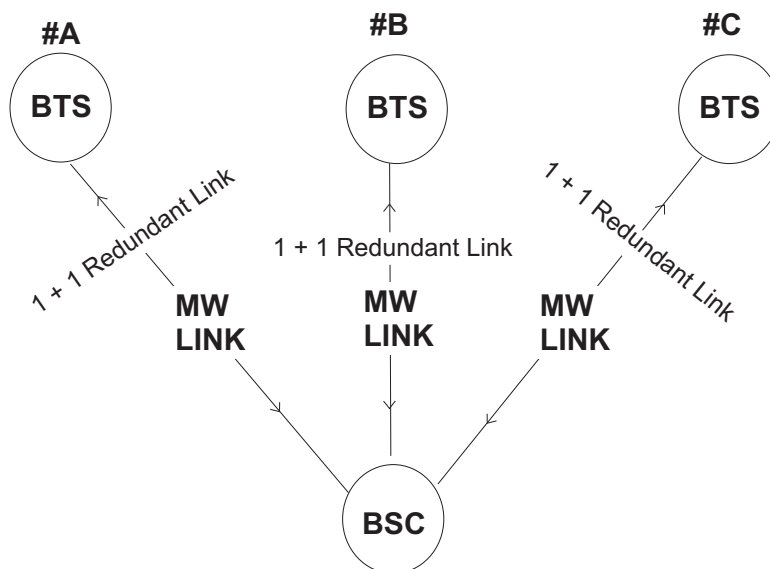 #A
#B
#C
BTS
BTS
BTS
1 + 1 Redundant Link
1 + 1 Redundant Link
1 + 1 Redundant Link
MW
LINK
MW
LINK
MW
LINK
BSC